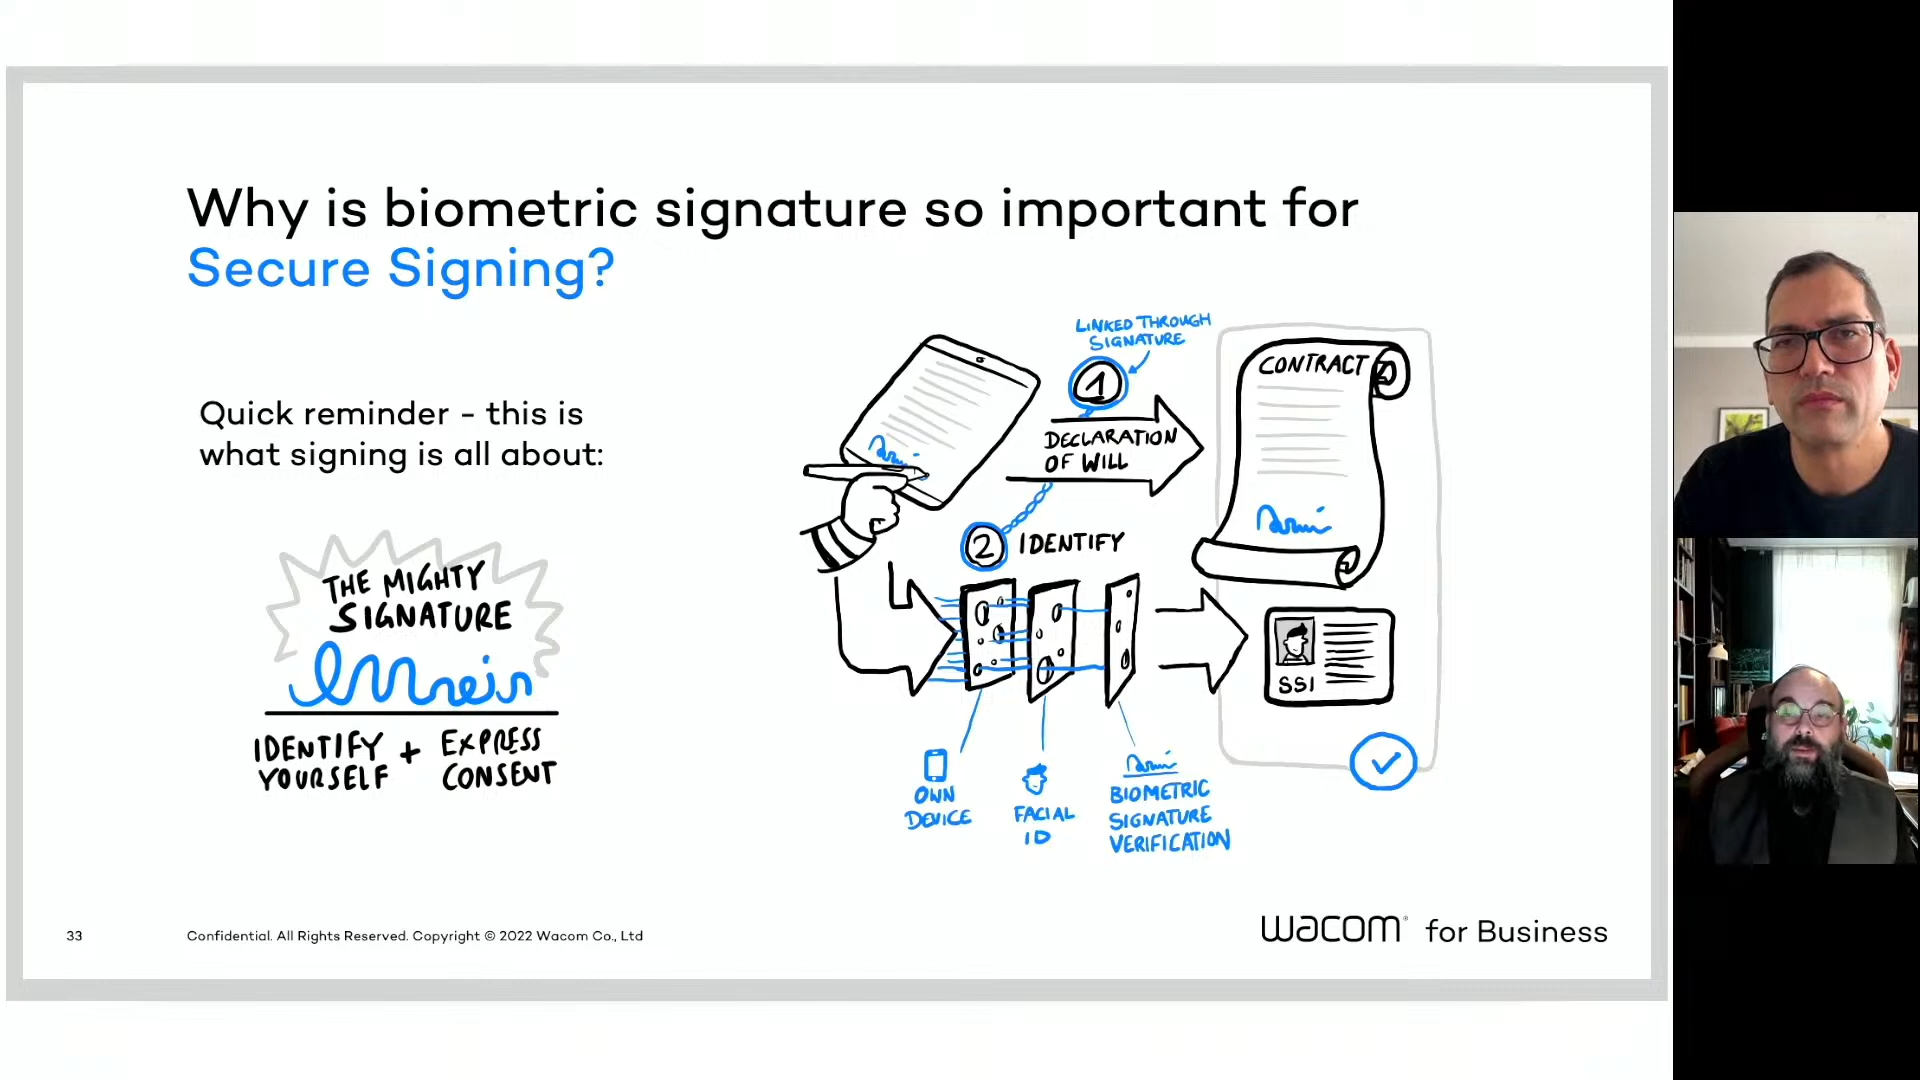 Why is biometric signature so important for
Secure Signing?
Quick reminder - this is
what signing is all about:
THE MIGHTY
SIGNATURE
IDENTIFY + EXPRESS
YOURSELF CONSENT
LINKED THROUGH
SIGNATURE
1
DECLARATION
OF WILL
2 IDENTIFY
CONTRACT
SSI
OWN
DEVICE
FACIAL
ID
BIOMETRIC
SIGNATURE
VERIFICATION
33
Confidential. All Rights Reserved. Copyright © 2022 Wacom Co., Ltd
wacom® for Business